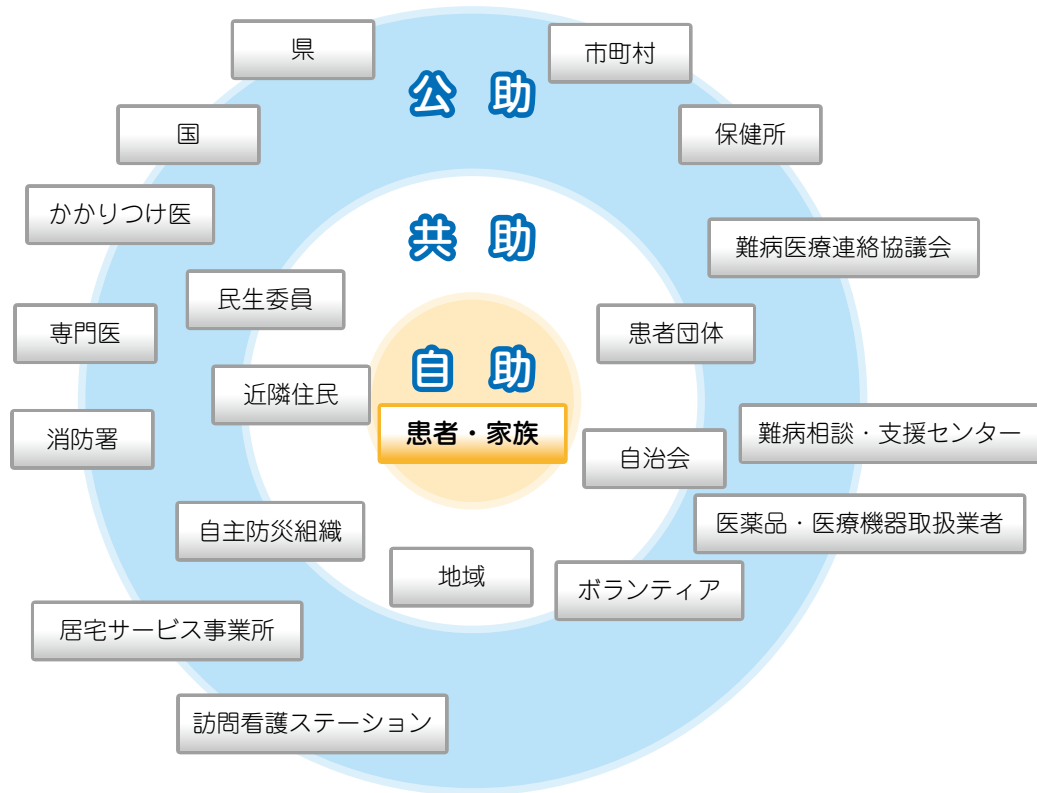 県
市町村
公助
国
保健所
かかりつけ医
共助
難病医療連絡協議会
民生委員
専門医
患者団体
自助
近隣住民
患者・家族
消防署
難病相談・支援センター
自治会
医薬品・医療機器取扱業者
自主防災組織
地域
ボランティア
居宅サービス事業所
訪問看護ステーション